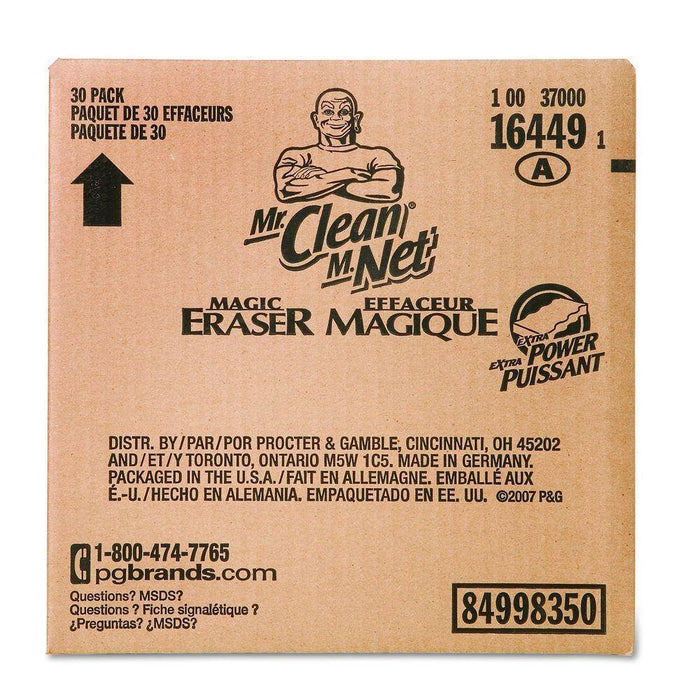 30 PACK
PAQUET DE 30 EFFACEURS
PAQUETE DE 30
1 00 37000
16449 1
A
Mr. Clean®
M. Net
MAGIC
ERASER
EFFACEUR
MAGIQUE
EXTRA
POWER
EXTRA
PUISSANT
DISTR. BY/PAR/POR PROCTER & GAMBLE, CINCINNATI, OH 45202
AND/ET/Y TORONTO, ONTARIO M5W 1C5. MADE IN GERMANY.
PACKAGED IN THE U.S.A./FAIT EN ALLEMAGNE. EMBALLÉ AUX
É.-U./HECHO EN ALEMANIA. EMPAQUETADO EN EE. UU. ©2007 P&G
1-800-474-7765
pgbrands.com
Questions? MSDS?
Questions ? Fiche signalétique ?
¿Preguntas? ¿MSDS?
84998350